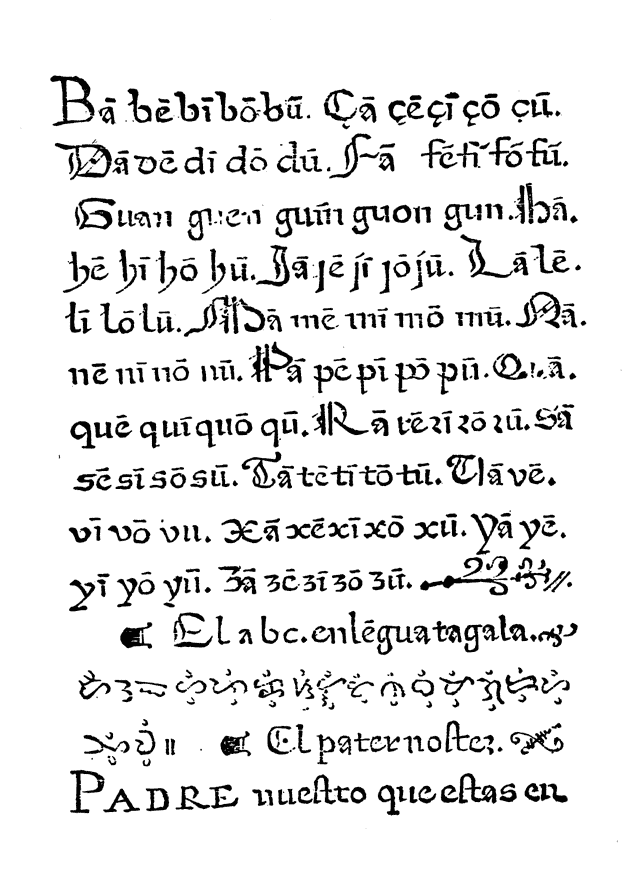 Bā bē bī bō bū. Çā çē çī çō çū.
Dā dē dī dō dū. Fā fē fī fō fū.
Guan guen guin guon gun. Hā.
hē hī hō hū. Jā jē jī jō jū. Lā lē.
lī lō lū. Mā mē mī mō mū. Nā.
nē nī nō nū. Pā pē pī pō pū. Quā.
quē quī quō qū. Rā rē rī rō rū. Sā
sē sī sō sū. Tā tē tī tō tū. Uā vē.
vī vō vū. Xā xē xī xō xū. Yā yē.
yī yō yū. Zā zē zī zō zū.
El a b c. en lēgua tagala.
ᜀ ᜂ ᜁ ᜑ ᜉ ᜃ ᜐ ᜎ ᜆ ᜈ ᜊ ᜋ ᜄ ᜇ ᜌ
ᜅ ᜏ ॥ El pater noſter.
PADRE nueſtro que eſtas en